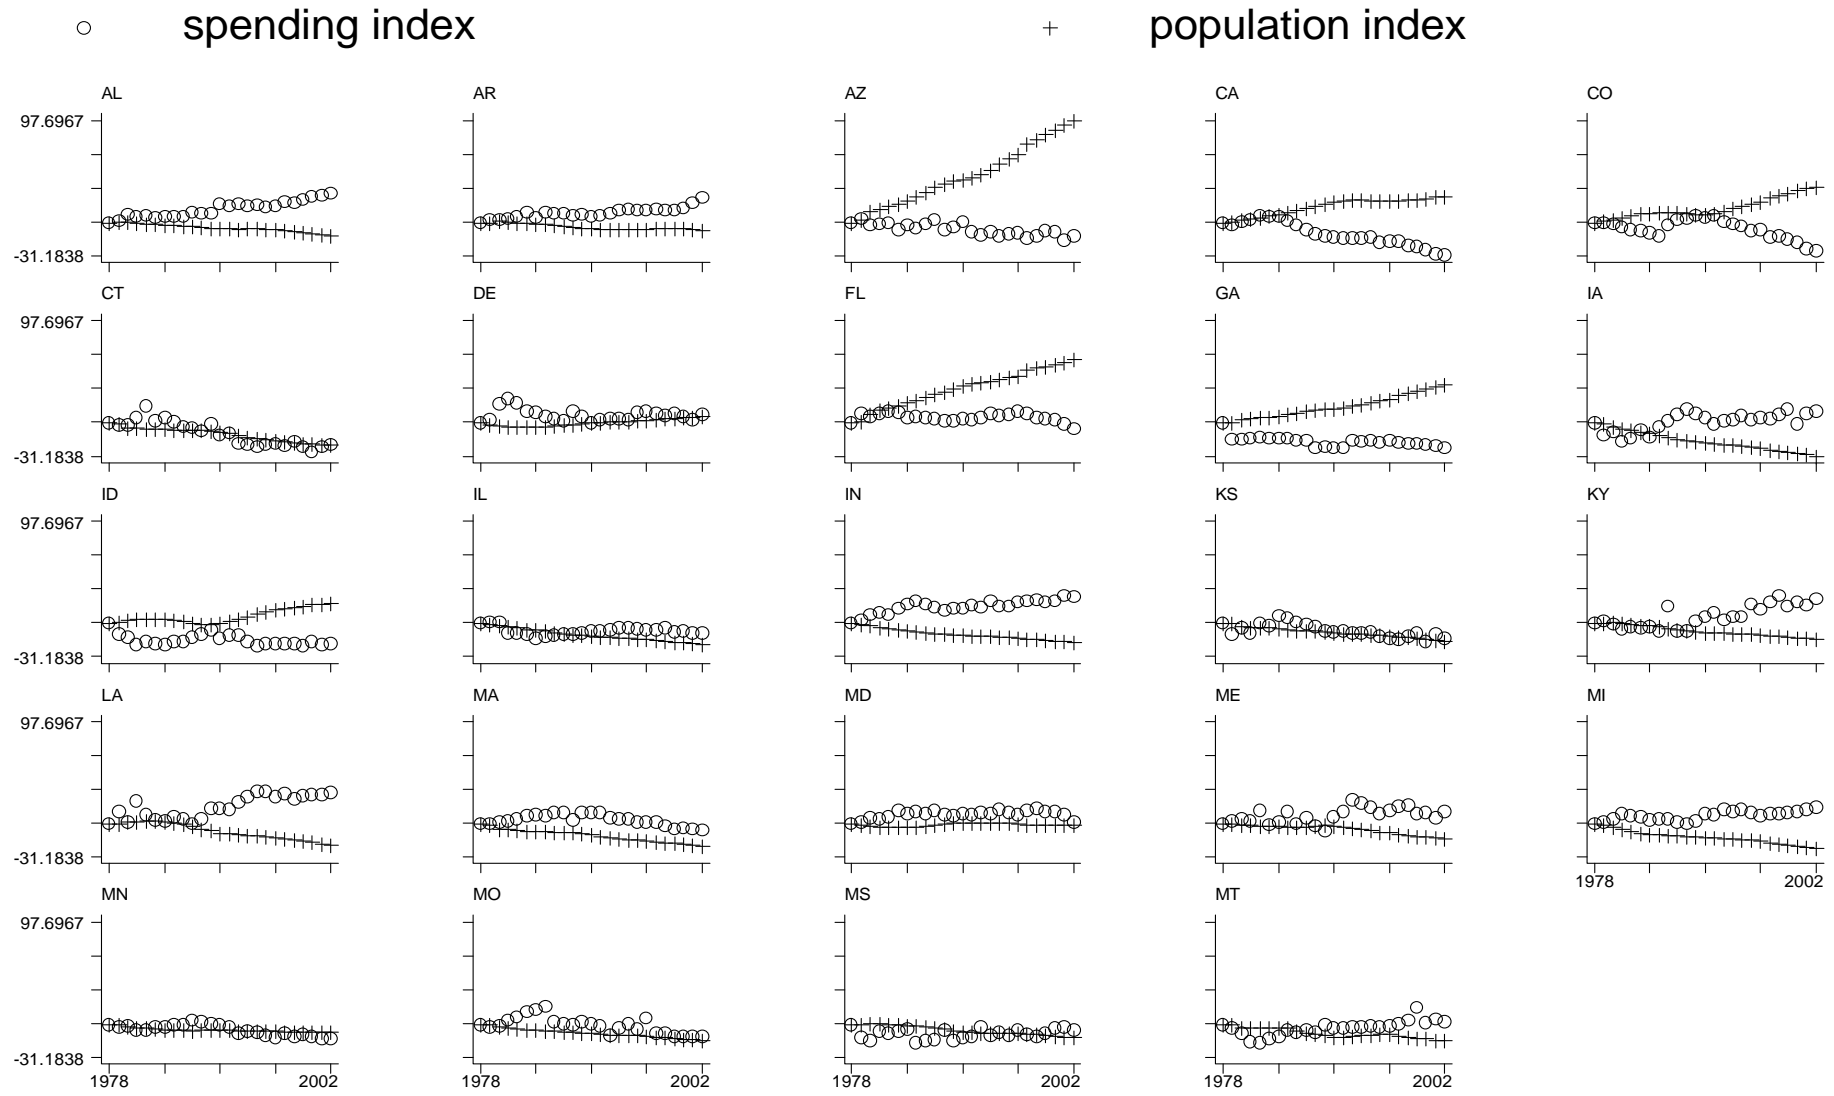 spending index population index
AL AR AZ CA CO
97.6967
-31.1838
CT DE FL GA IA
97.6967
-31.1838
ID IL IN KS KY
97.6967
-31.1838
LA MA MD ME MI
97.6967
-31.1838
1978 2002
MN MO MS MT
97.6967
-31.1838
1978 2002 1978 2002 1978 2002 1978 2002